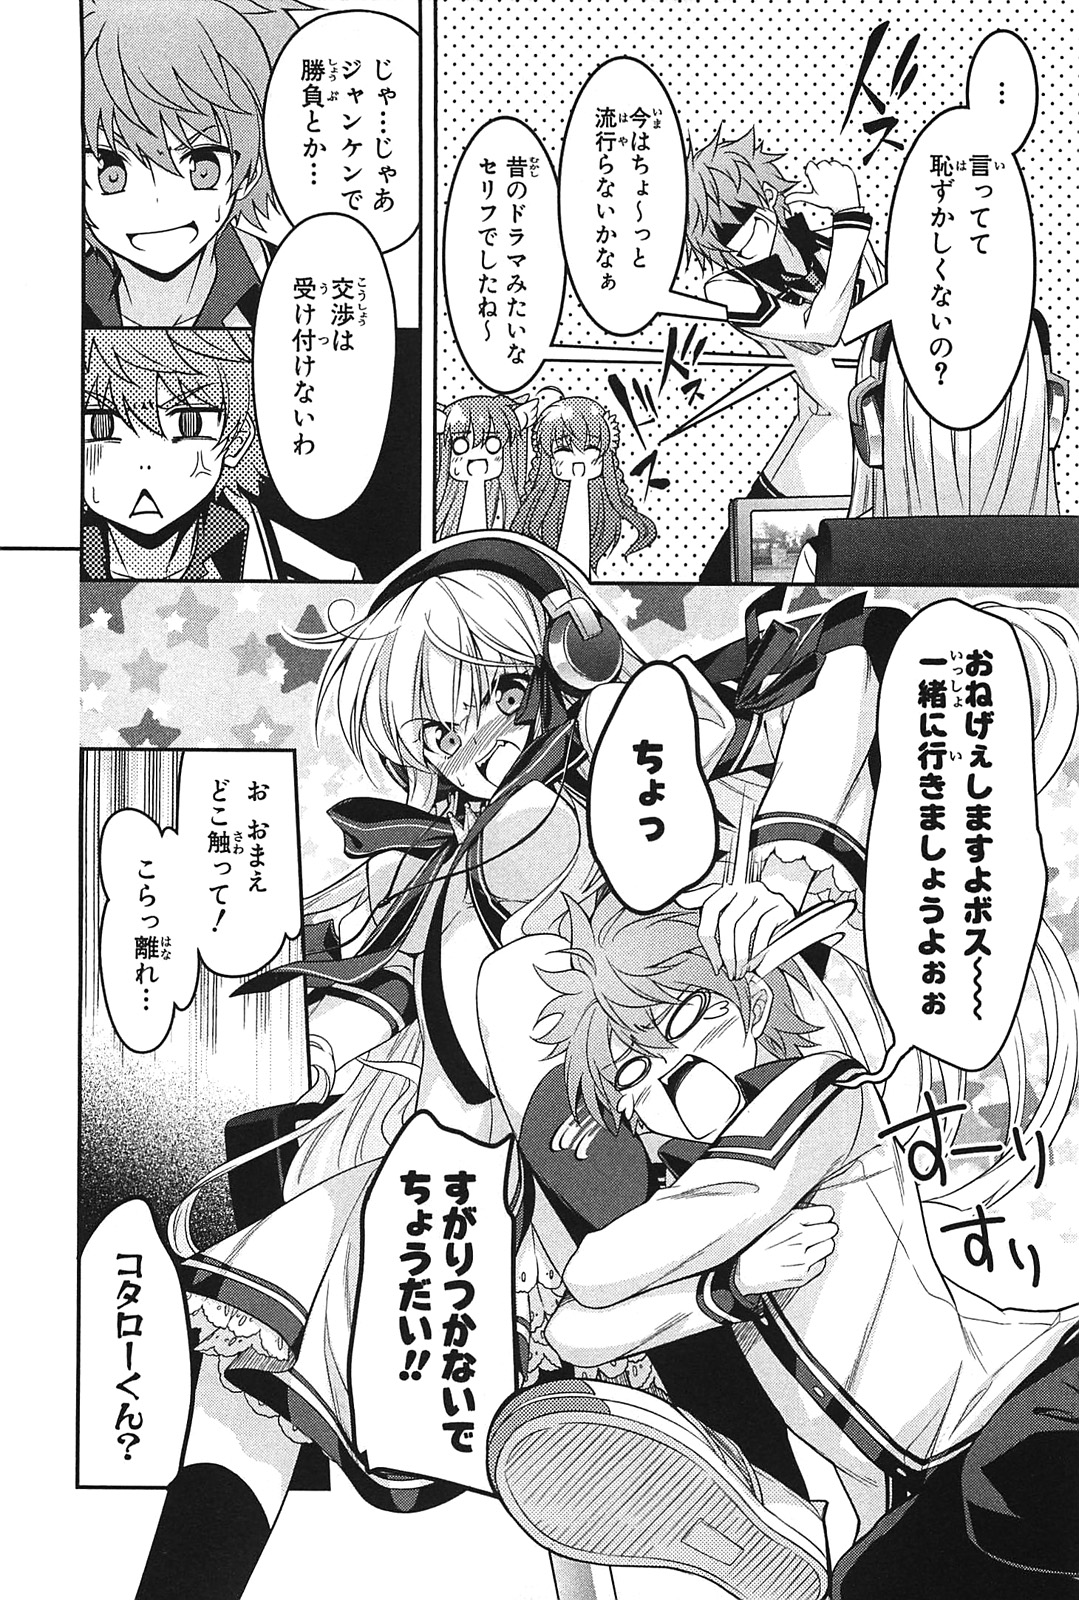 …
言ってて
恥ずかしくないの？
ドス
ドス
今はちょ～っと
流行らないかなぁ
昔のドラマみたいな
セリフでしたね～
じゃ…じゃあ
ジャンケンで
勝負とか…
交渉は
受け付けないわ
おねげぇしますよボス～～～
一緒に行きましょうよぉぉ
ちょっ
すーり
すり
お おまえ
どこ触って！
こらっ離れ…
すがりつかないで
ちょうだい!!
コタローくん？